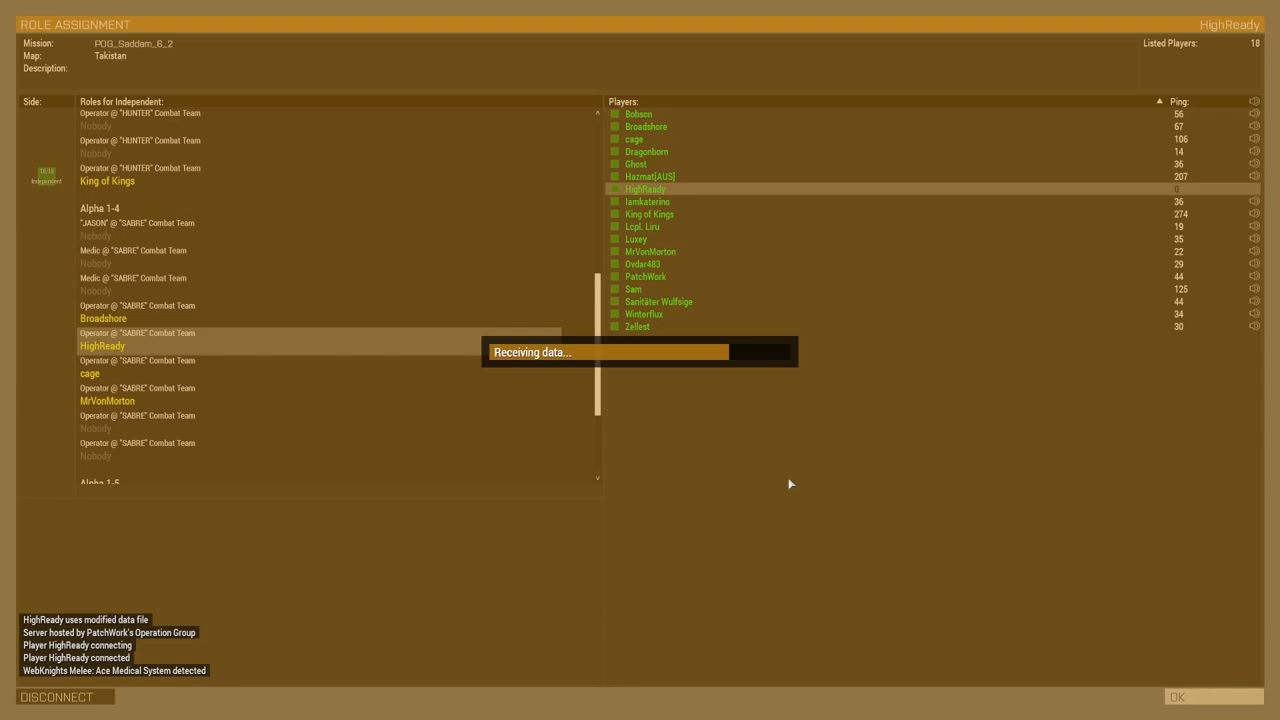 ROLE ASSIGNMENT
HighReady
Mission: POG_Saddam_6_2
Map: Takistan
Description:
Listed Players: 18
Side:
Independent
Roles for Independent:
Operator @ "HUNTER" Combat Team
Nobody
Operator @ "HUNTER" Combat Team
Nobody
Operator @ "HUNTER" Combat Team
King of Kings
Alpha 1-4
"JASON" @ "SABRE" Combat Team
Nobody
Medic @ "SABRE" Combat Team
Nobody
Medic @ "SABRE" Combat Team
Nobody
Operator @ "SABRE" Combat Team
Broadshore
Operator @ "SABRE" Combat Team
HighReady
Operator @ "SABRE" Combat Team
cage
Operator @ "SABRE" Combat Team
MrVonMorton
Operator @ "SABRE" Combat Team
Nobody
Operator @ "SABRE" Combat Team
Nobody
Alpha 1-5
Players: Ping:
Bobson 56
Broadshore 67
cage 106
Dragonborn 14
Ghost 36
Hazmat[AUS] 207
HighReady 0
Iamkaterino 36
King of Kings 274
Lcpl. Liru 19
Luxey 35
MrVonMorton 22
Ovdar483 29
PatchWork 44
Sam 125
Sanitäter Wulfsige 44
Winterflux 34
Zellest 30
Receiving data...
HighReady uses modified data file
Server hosted by PatchWork's Operation Group
Player HighReady connecting
Player HighReady connected
WebKnights Melee: Ace Medical System detected
DISCONNECT
OK